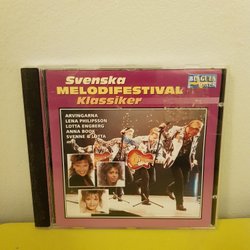 Svenska
MELODIFESTIVAL
Klassiker
ARVINGARNA
LENA PHILIPSSON
LOTTA ENGBERG
ANNA BOOK
SVENNE & LOTTA